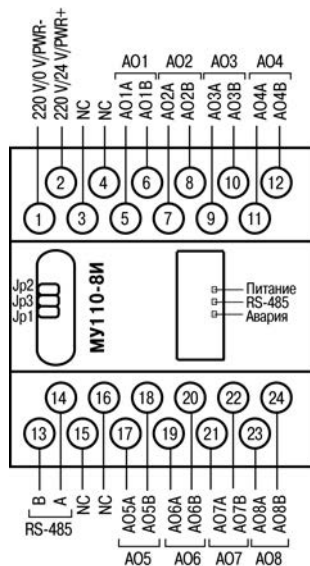 AO1 AO2 AO3 AO4
220 V/0 V/PWR-
220 V/24 V/PWR+
NC
NC
AO1A
AO1B
AO2A
AO2B
AO3A
AO3B
AO4A
AO4B
2 4 6 8 10 12
1 3 5 7 9 11
Jp2
Jp3
Jp1
МУ110-8И
Питание
RS-485
Авария
14 16 18 20 22 24
13 15 17 19 21 23
B
A
NC
NC
AO5A
AO5B
AO6A
AO6B
AO7A
AO7B
AO8A
AO8B
RS-485
AO5 AO6 AO7 AO8